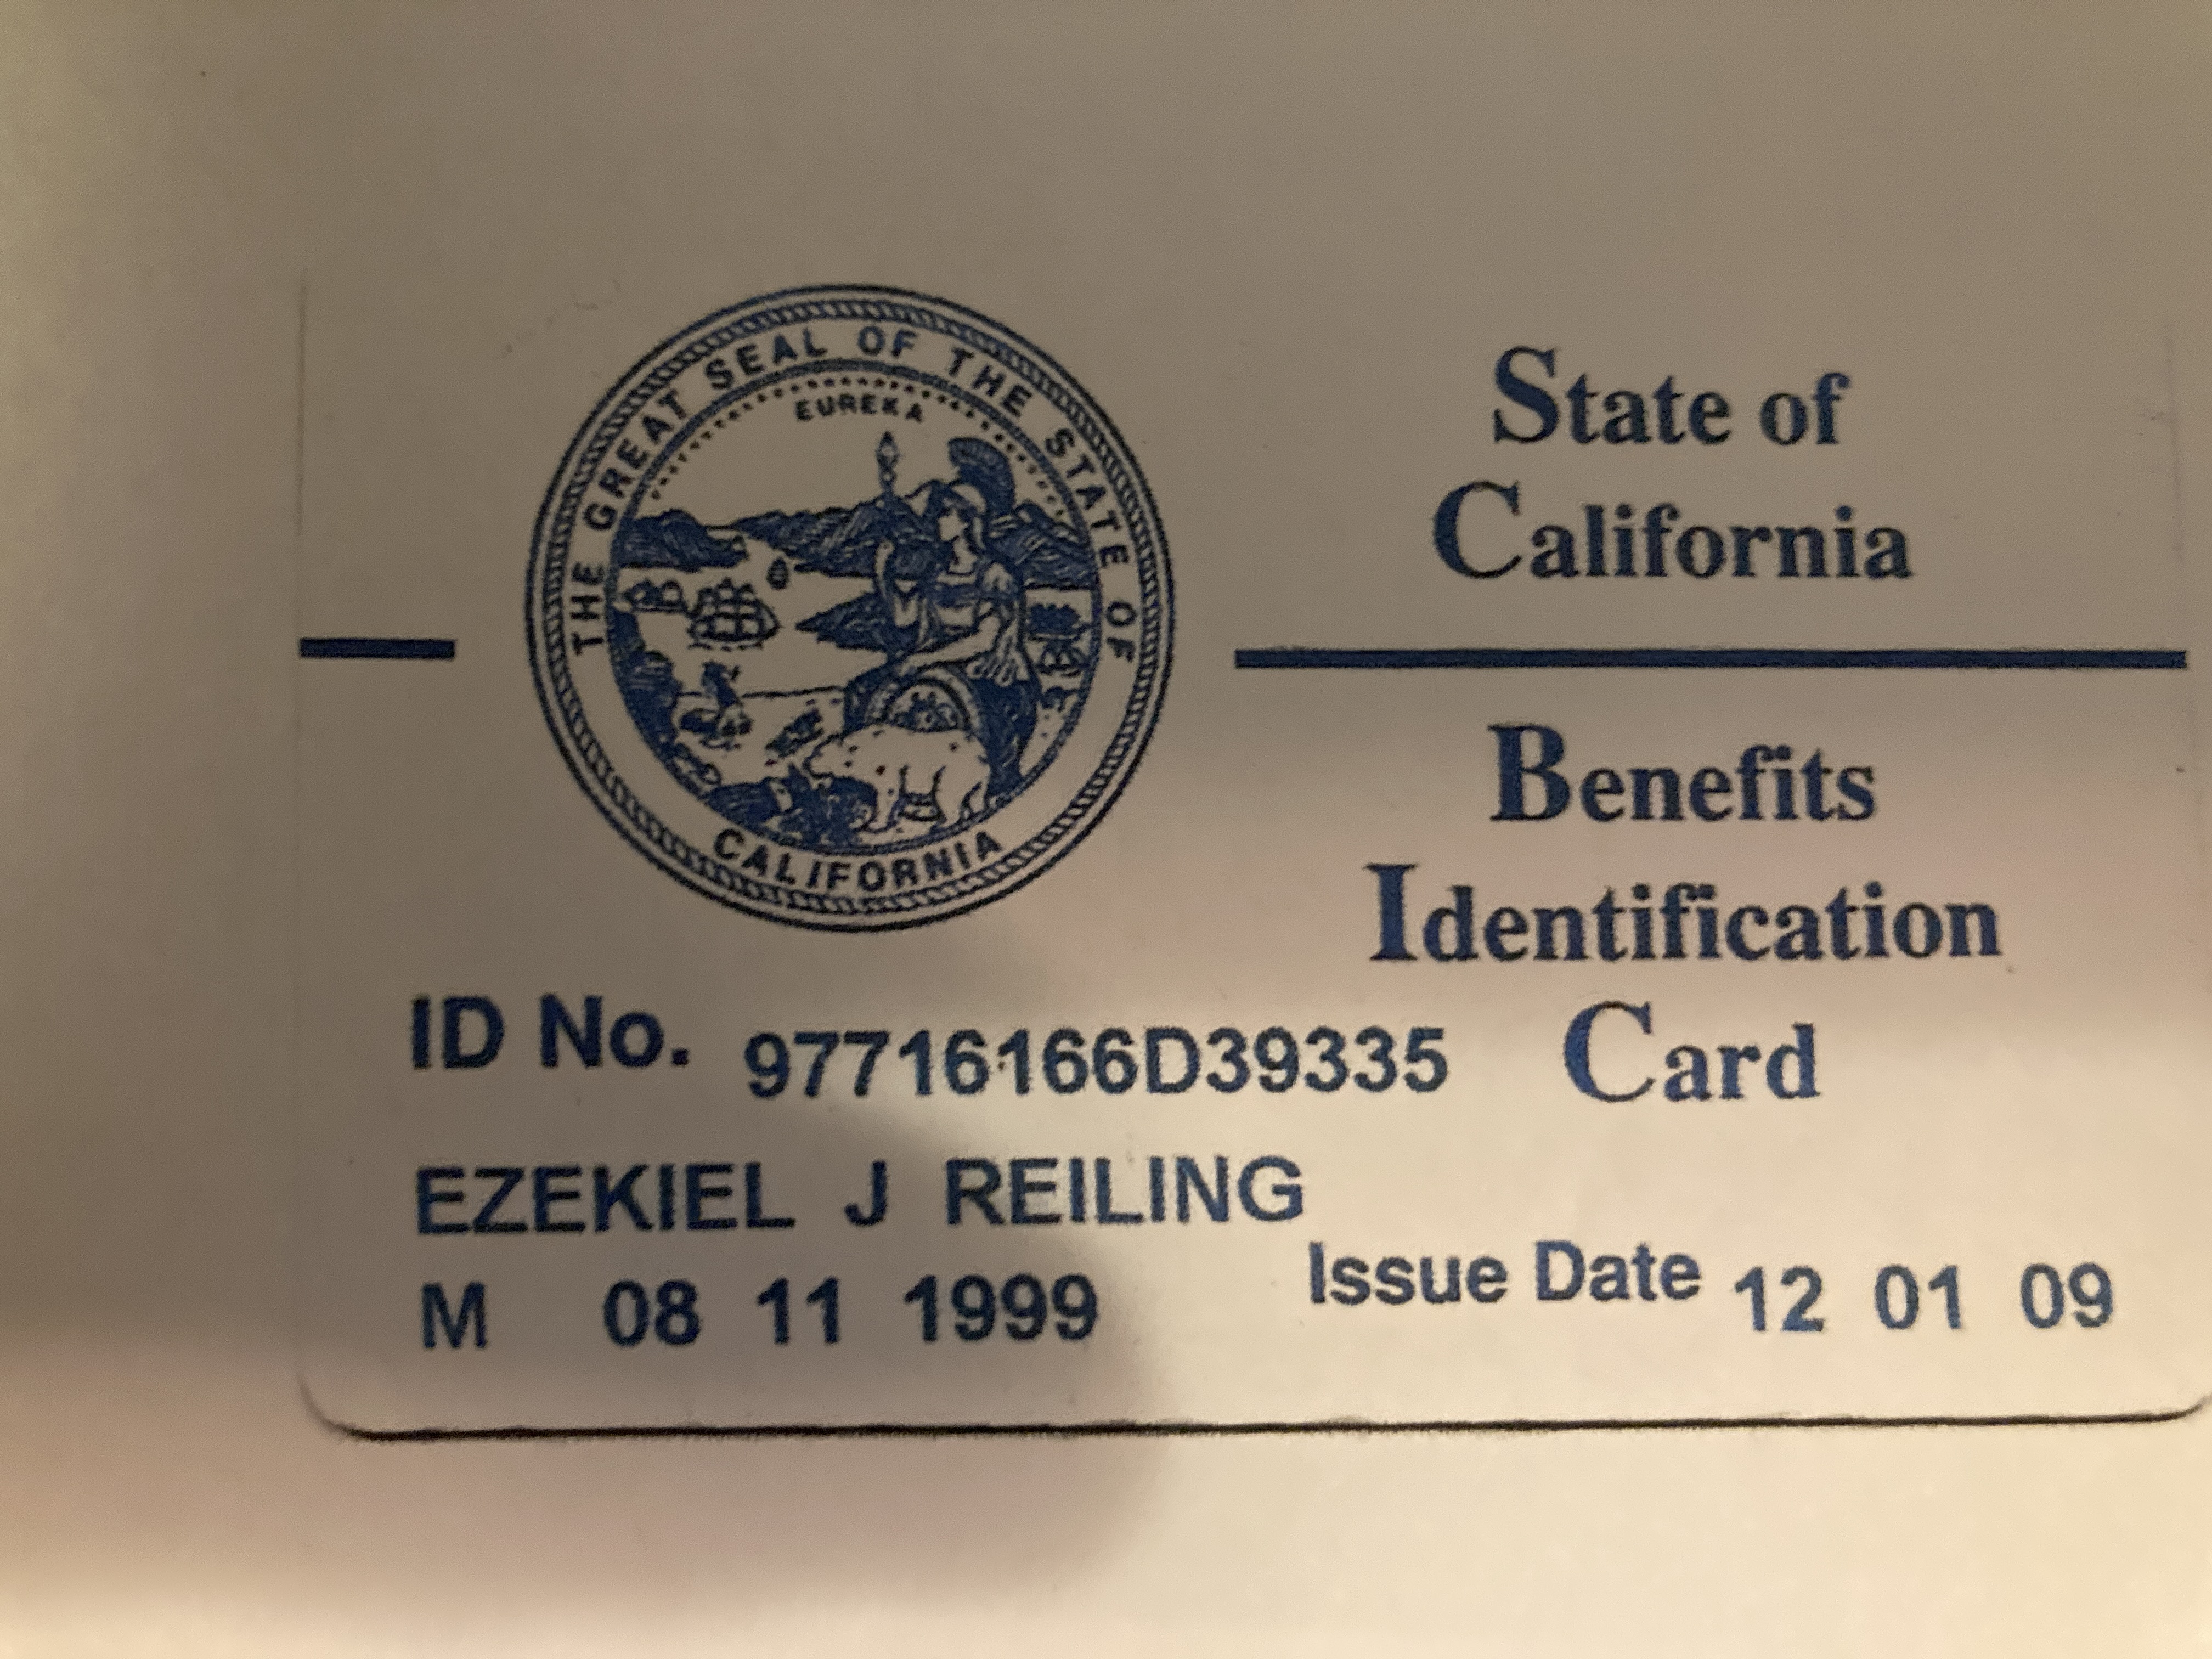 THE GREAT SEAL OF THE STATE OF
EUREKA
CALIFORNIA
State of
California
Benefits
Identification
Card
ID No. 97716166D39335
EZEKIEL J REILING
M 08 11 1999
Issue Date 12 01 09